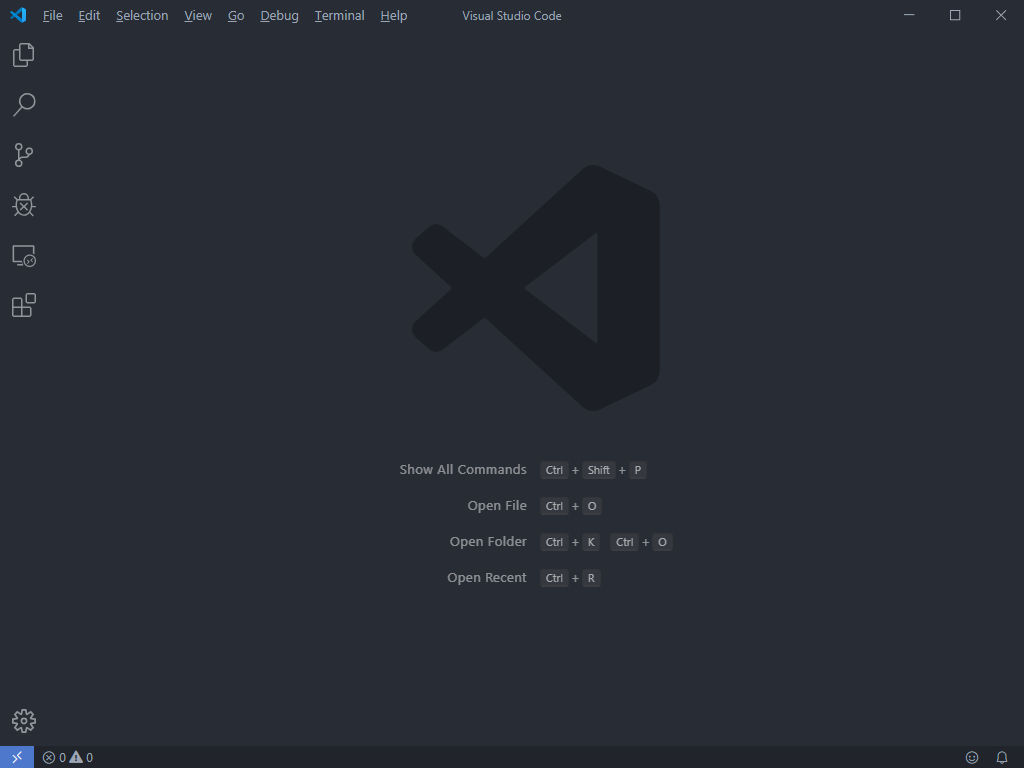 File Edit Selection View Go Debug Terminal Help Visual Studio Code
Show All Commands Ctrl + Shift + P
Open File Ctrl + O
Open Folder Ctrl + K Ctrl + O
Open Recent Ctrl + R
0 0